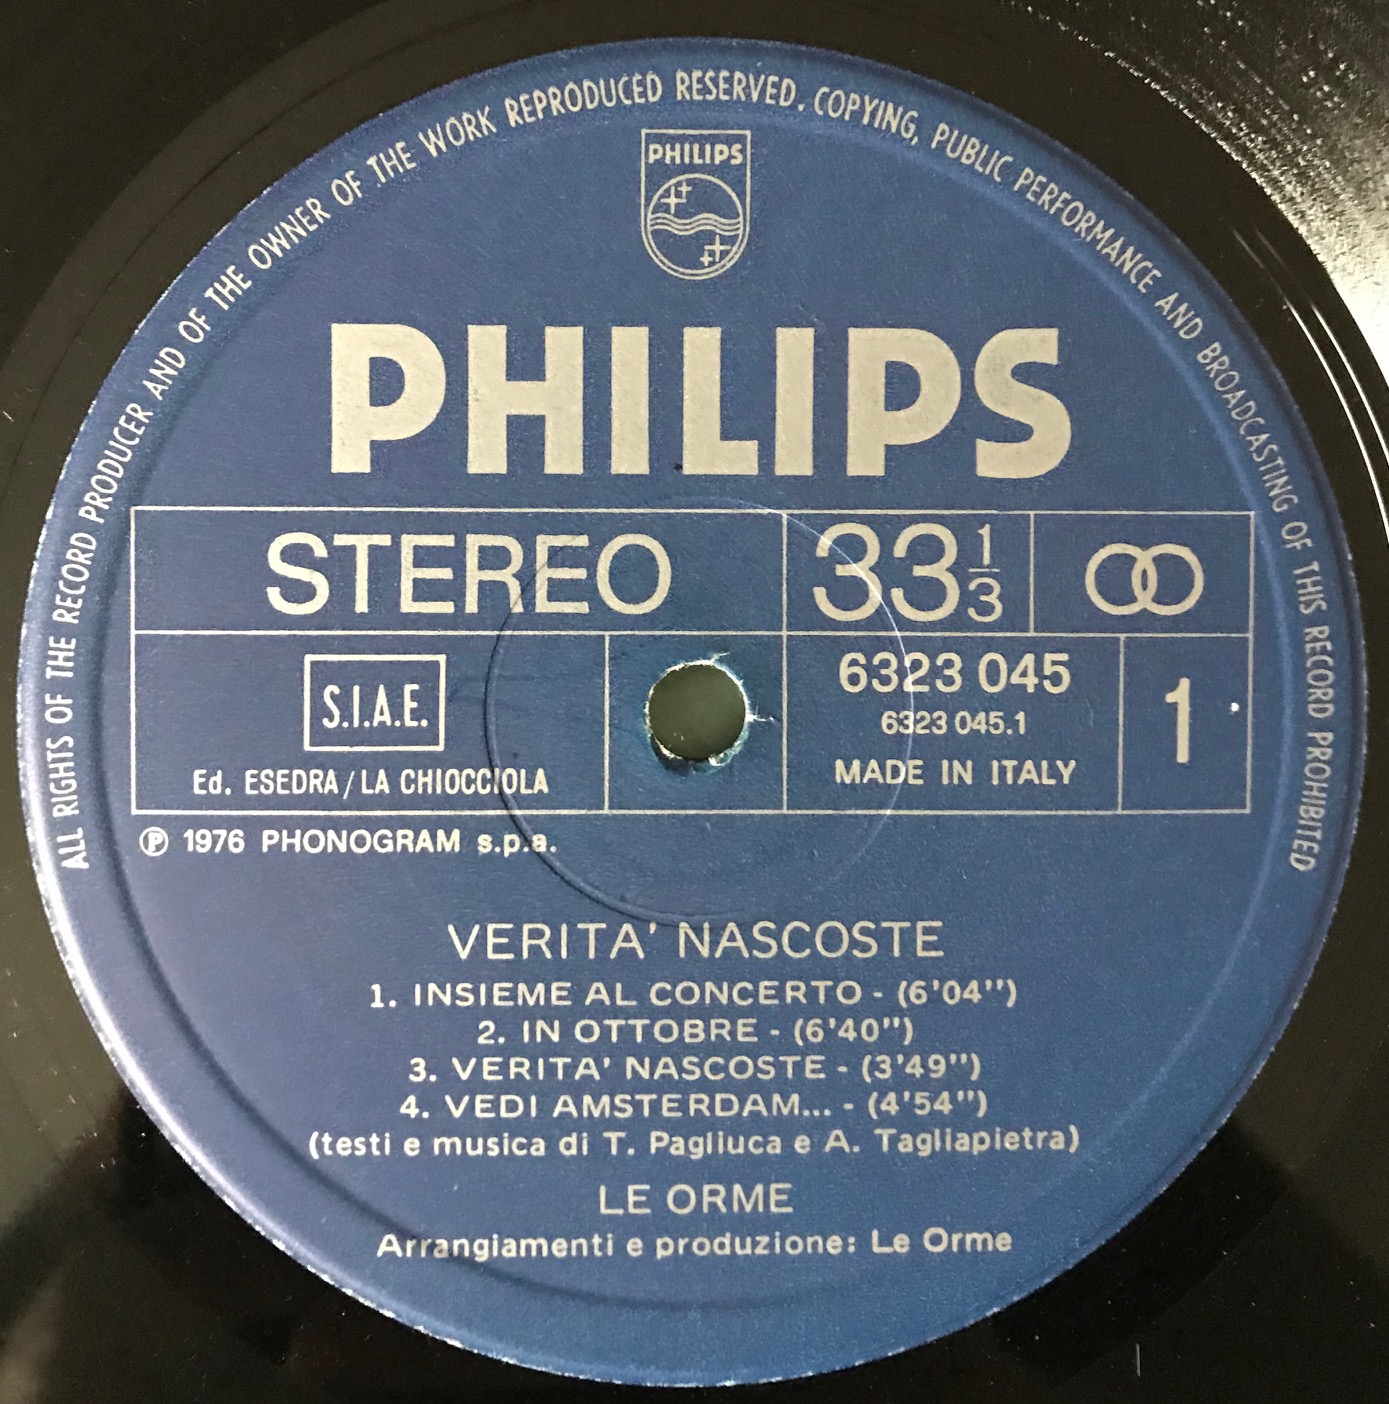 ALL RIGHTS OF THE RECORD PRODUCER AND OF THE OWNER OF THE WORK REPRODUCED RESERVED. COPYING, PUBLIC PERFORMANCE AND BROADCASTING OF THIS RECORD PROHIBITED
PHILIPS
PHILIPS
STEREO
33 1/3
S.I.A.E.
Ed. ESEDRA / LA CHIOCCIOLA
6323 045
6323 045.1
MADE IN ITALY
1
Ⓟ 1976 PHONOGRAM s.p.a.
VERITA' NASCOSTE
1. INSIEME AL CONCERTO - (6'04")
2. IN OTTOBRE - (6'40")
3. VERITA' NASCOSTE - (3'49")
4. VEDI AMSTERDAM... - (4'54")
(testi e musica di T. Pagliuca e A. Tagliapietra)
LE ORME
Arrangiamenti e produzione: Le Orme